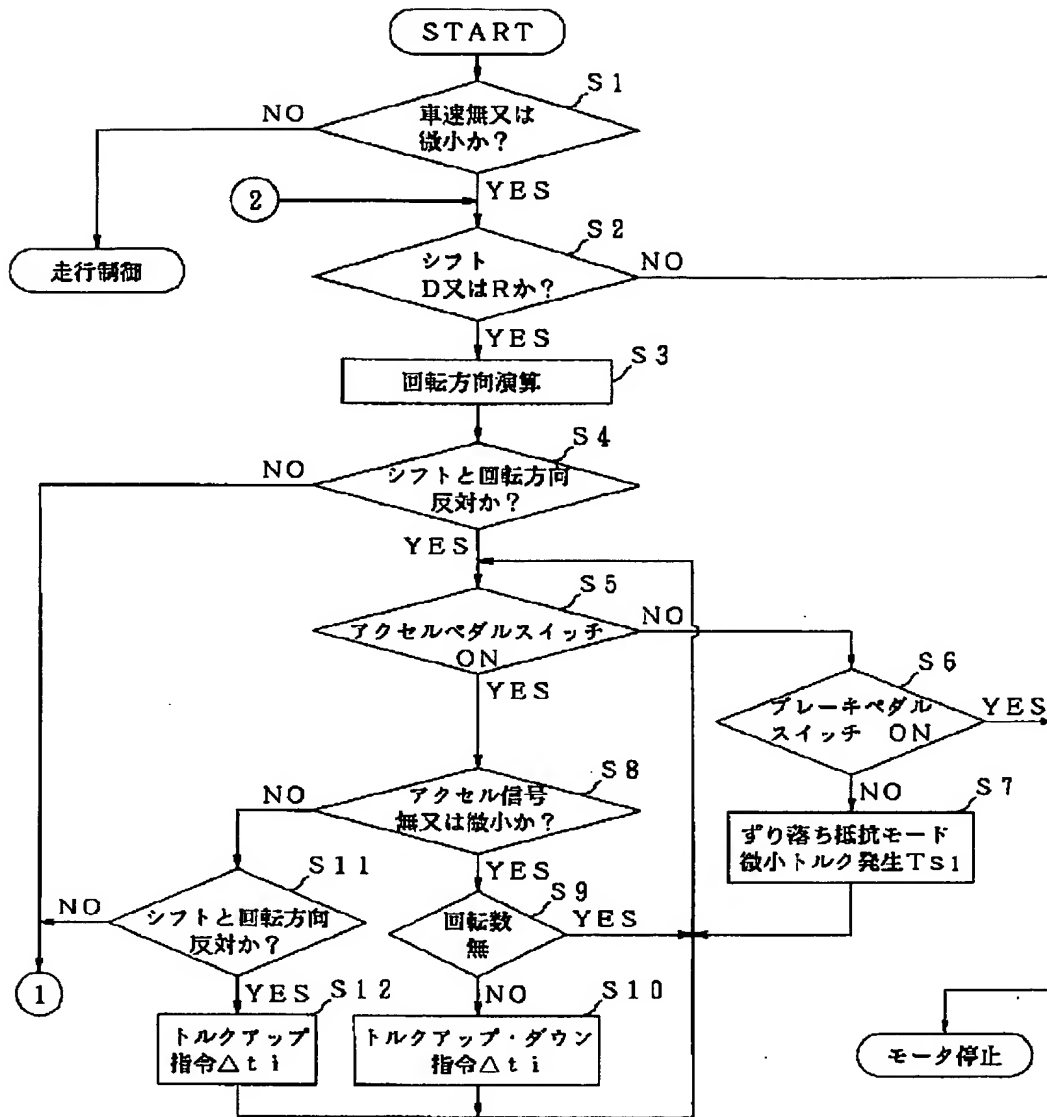 START
S1
NO
車速無又は
微小か?
YES
2
S2
シフト
D又はRか?
NO
走行制御
YES
S3
回転方向演算
S4
NO
シフトと回転方向
反対か?
YES
S5
NO
アクセルペダルスイッチ
ON
YES
S6
ブレーキペダル
スイッチ ON
YES
NO
S8
NO
アクセル信号
無又は微小か?
S7
ずり落ち抵抗モード
微小トルク発生TS1
YES
S11
S9
NO
シフトと回転方向
反対か?
回転数
無
YES
1
YES
S12
NO
S10
トルクアップ
指令△ti
トルクアップ・ダウン
指令△ti
モータ停止